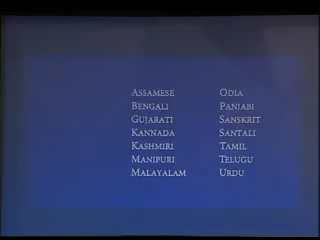 Assamese
Bengali
Gujarati
Kannada
Kashmiri
Manipuri
Malayalam
Odia
Panjabi
Sanskrit
Santali
Tamil
Telugu
Urdu